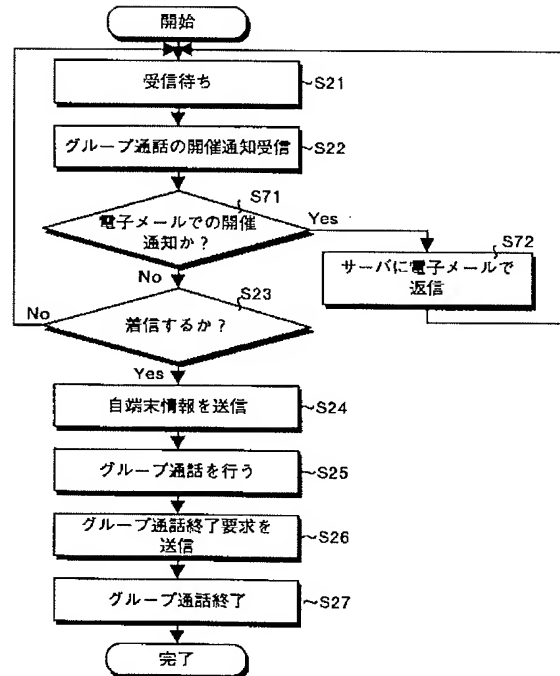 開始
受信待ち
S21
グループ通話の開催通知受信
S22
S71
電子メールでの開催
通知か？
Yes
No
S72
サーバに電子メールで
返信
S23
着信するか？
No
Yes
自端末情報を送信
S24
グループ通話を行う
S25
グループ通話終了要求を
送信
S26
グループ通話終了
S27
完了